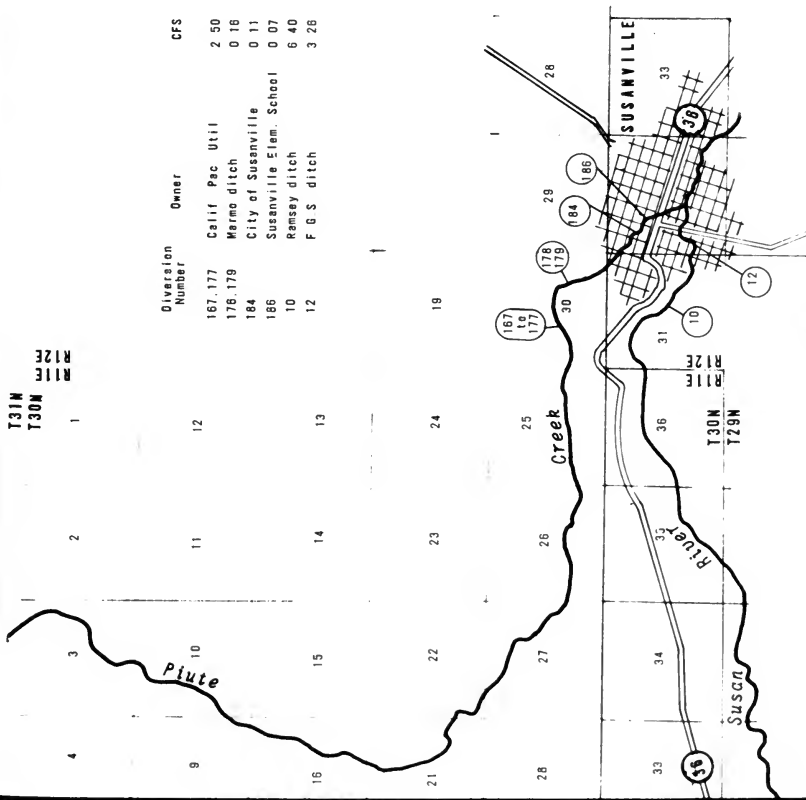 T31N
T30N
R11E R12E
Diversion Number Owner CFS
167.177 Calif Pac Util 2 50
178.179 Marmo ditch 0 18
184 City of Susanville 0 11
186 Susanville Elem. School 0 07
10 Ramsey ditch 6 40
12 F G S ditch 3 26
4 3 2 1
9 10 11 12
Piute
16 15 14 13
21 22 23 24 19
28 27 26 25 30 29 28
Creek
167 to 177
178 179
184
186
SUSANVILLE
33 34 35 36 31 33
36
36
River
Susan
10
12
R11E R12E
T30N
T29N